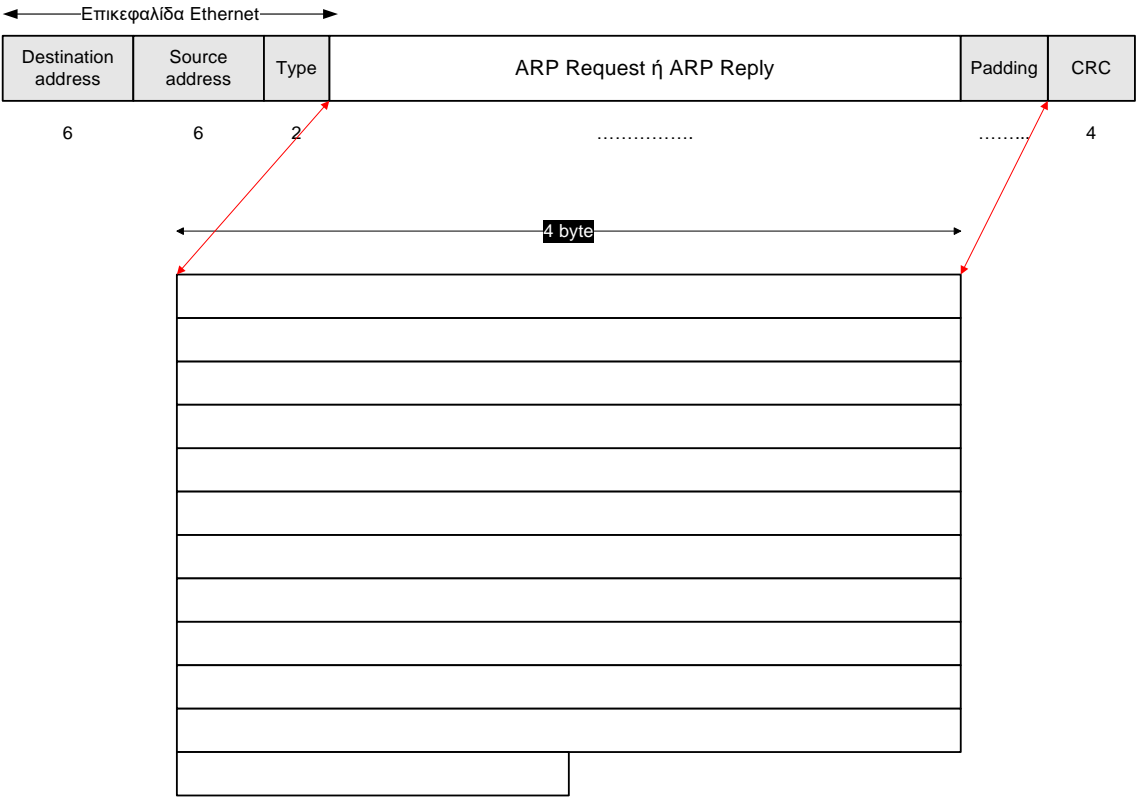 Επικεφαλίδα Ethernet
Destination address
Source address
Type
ARP Request ή ARP Reply
Padding
CRC
6
6
2
…………….
……..
4
4 byte